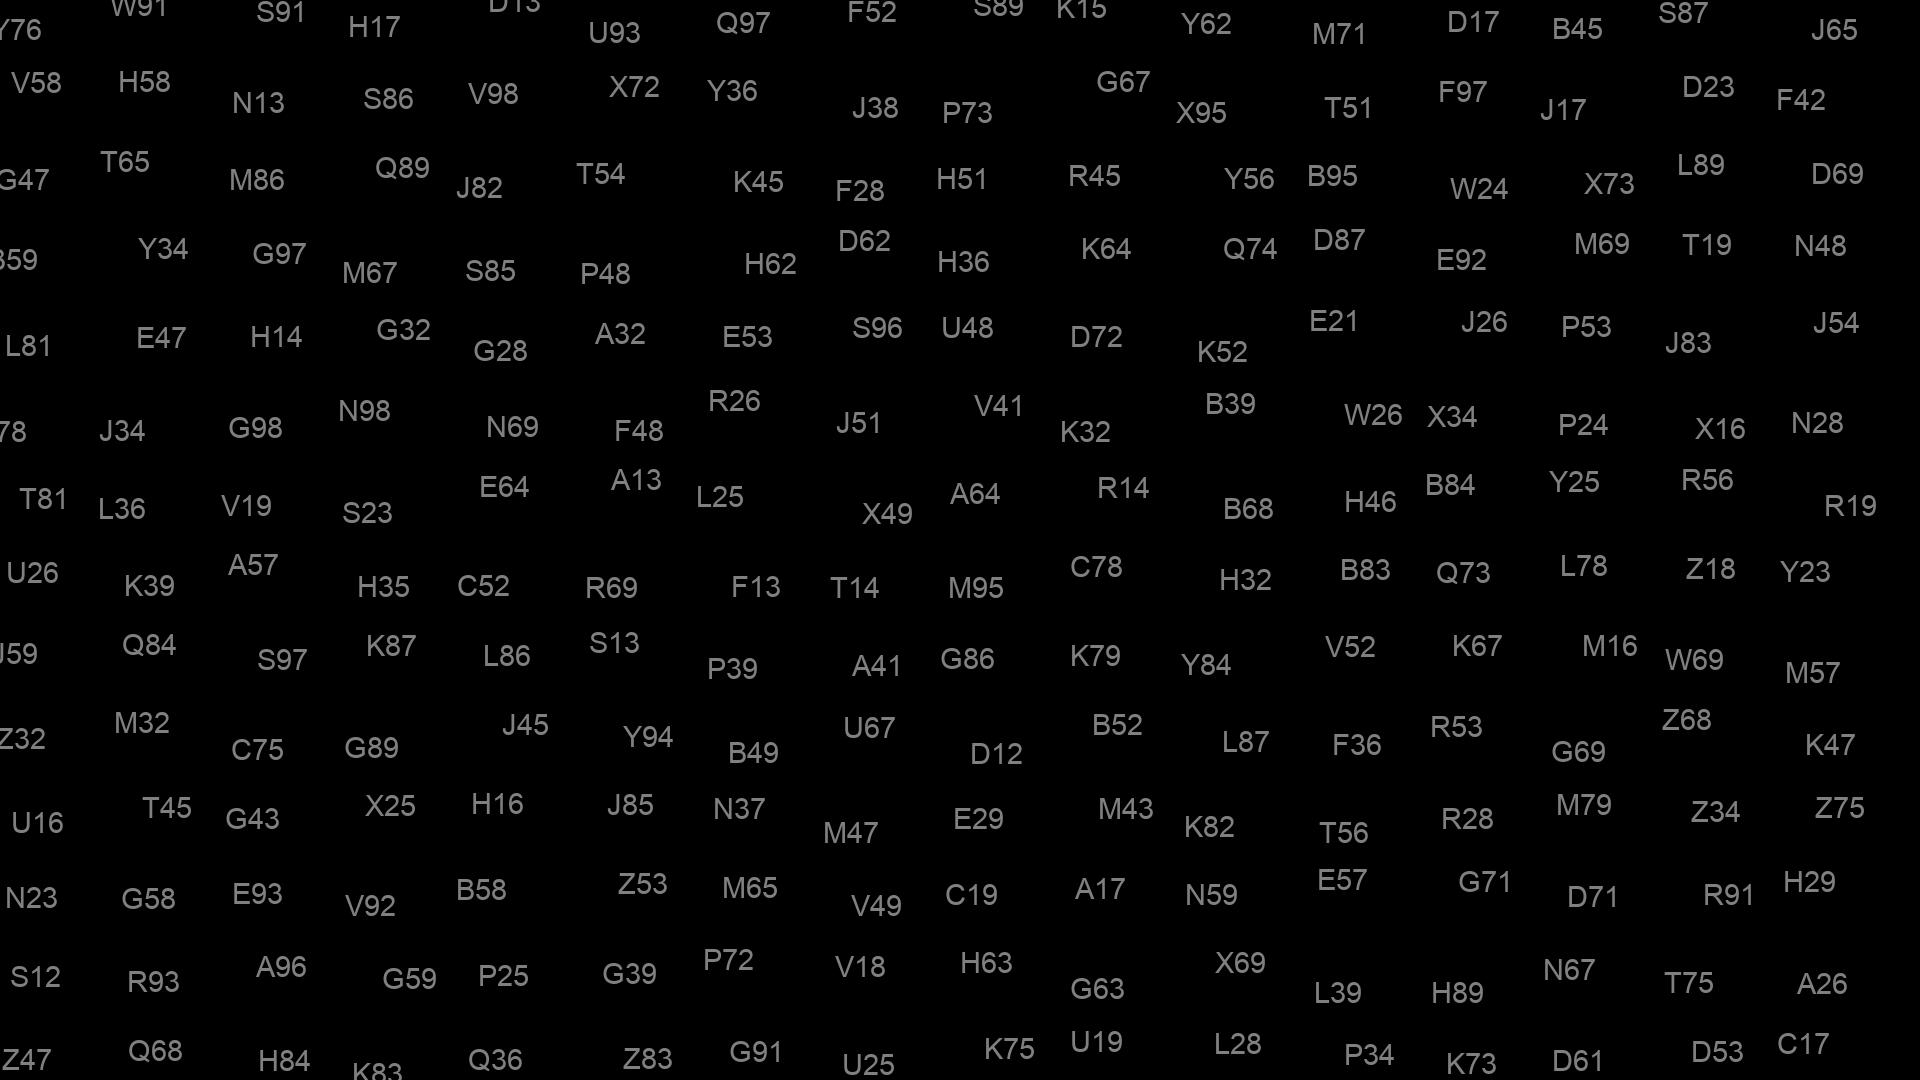 Y76 W91 S91 H17 D13 U93 Q97 F52 S89 K15 Y62 M71 D17 B45 S87 J65
V58 H58 N13 S86 V98 X72 Y36 J38 P73 G67 X95 T51 F97 J17 D23 F42
G47 T65 M86 Q89 J82 T54 K45 F28 H51 R45 Y56 B95 W24 X73 L89 D69
B59 Y34 G97 M67 S85 P48 H62 D62 H36 K64 Q74 D87 E92 M69 T19 N48
L81 E47 H14 G32 G28 A32 E53 S96 U48 D72 K52 E21 J26 P53 J83 J54
78 J34 G98 N98 N69 F48 R26 J51 V41 K32 B39 W26 X34 P24 X16 N28
T81 L36 V19 S23 E64 A13 L25 X49 A64 R14 B68 H46 B84 Y25 R56 R19
U26 K39 A57 H35 C52 R69 F13 T14 M95 C78 H32 B83 Q73 L78 Z18 Y23
59 Q84 S97 K87 L86 S13 P39 A41 G86 K79 Y84 V52 K67 M16 W69 M57
Z32 M32 C75 G89 J45 Y94 B49 U67 D12 B52 L87 F36 R53 G69 Z68 K47
U16 T45 G43 X25 H16 J85 N37 M47 E29 M43 K82 T56 R28 M79 Z34 Z75
N23 G58 E93 V92 B58 Z53 M65 V49 C19 A17 N59 E57 G71 D71 R91 H29
S12 R93 A96 G59 P25 G39 P72 V18 H63 G63 X69 L39 H89 N67 T75 A26
Z47 Q68 H84 K83 Q36 Z83 G91 U25 K75 U19 L28 P34 K73 D61 D53 C17